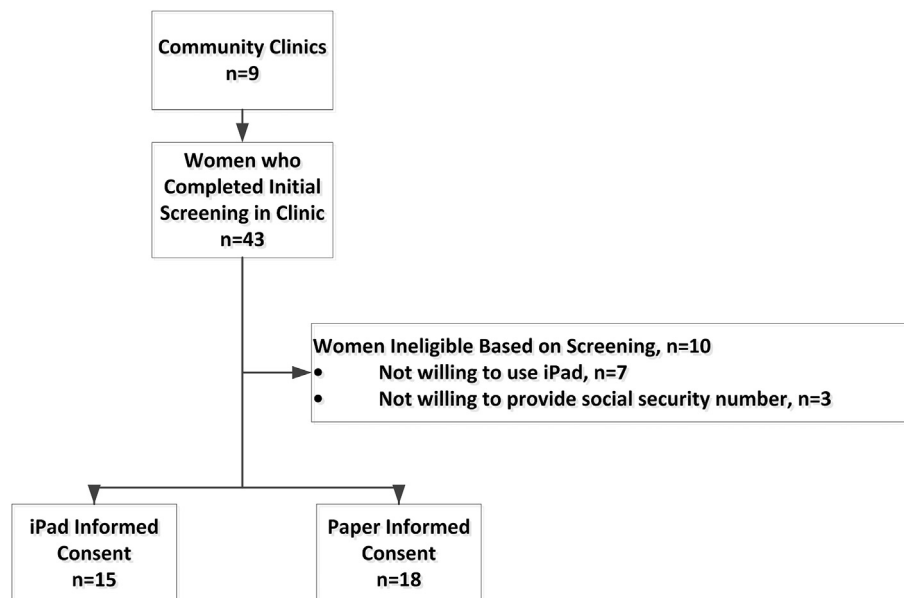 Community Clinics
n=9
Women who
Completed Initial
Screening in Clinic
n=43
Women Ineligible Based on Screening, n=10
• Not willing to use iPad, n=7
• Not willing to provide social security number, n=3
iPad Informed
Consent
n=15
Paper Informed
Consent
n=18